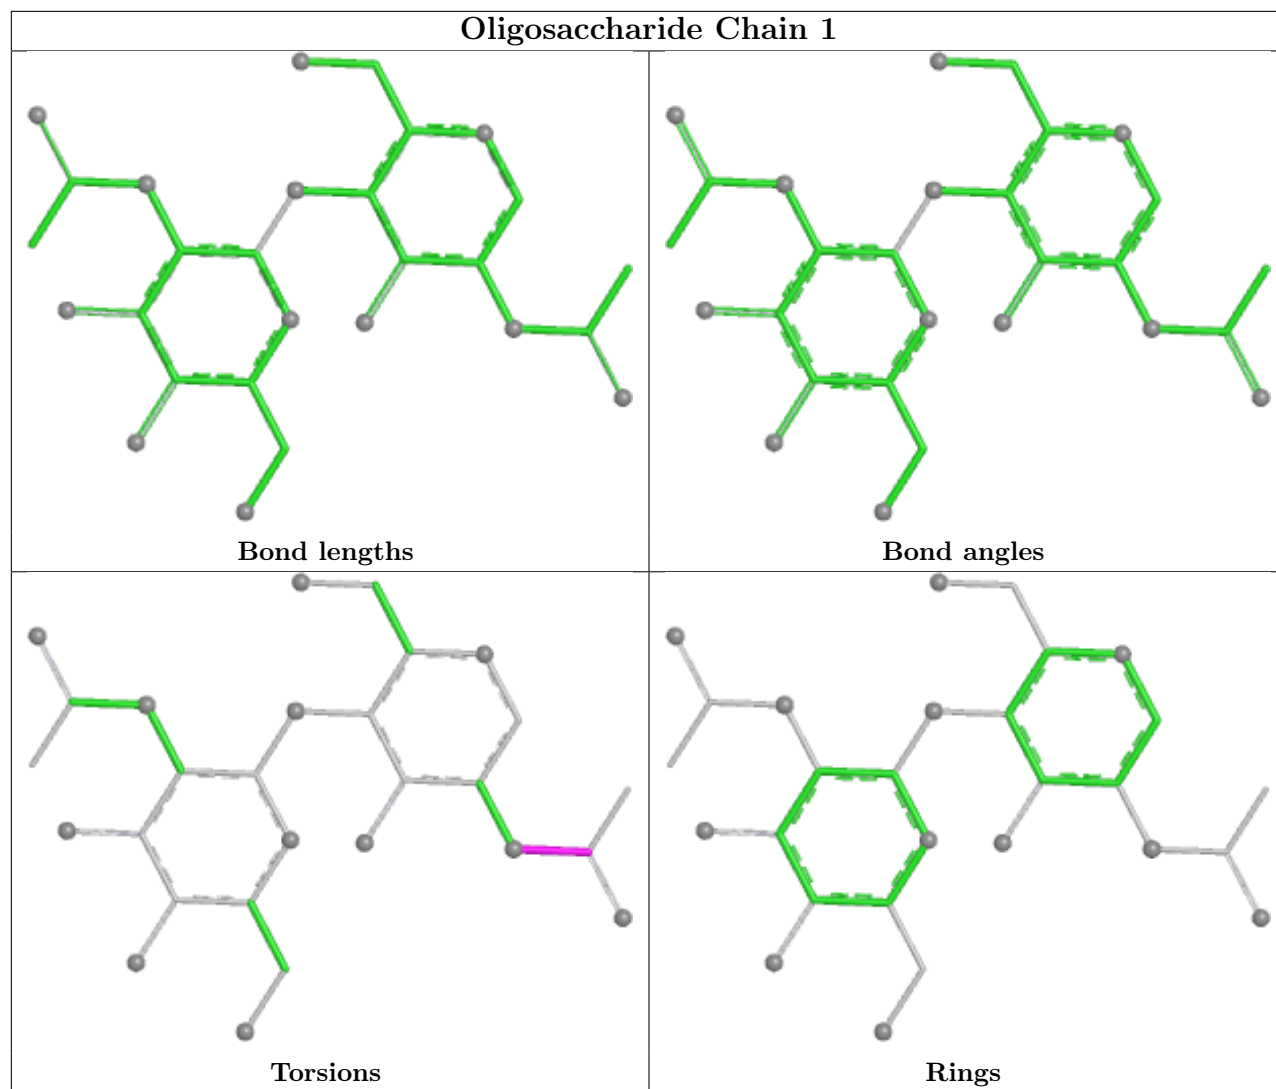 Oligosaccharide Chain 1
Bond lengths
Bond angles
Torsions
Rings